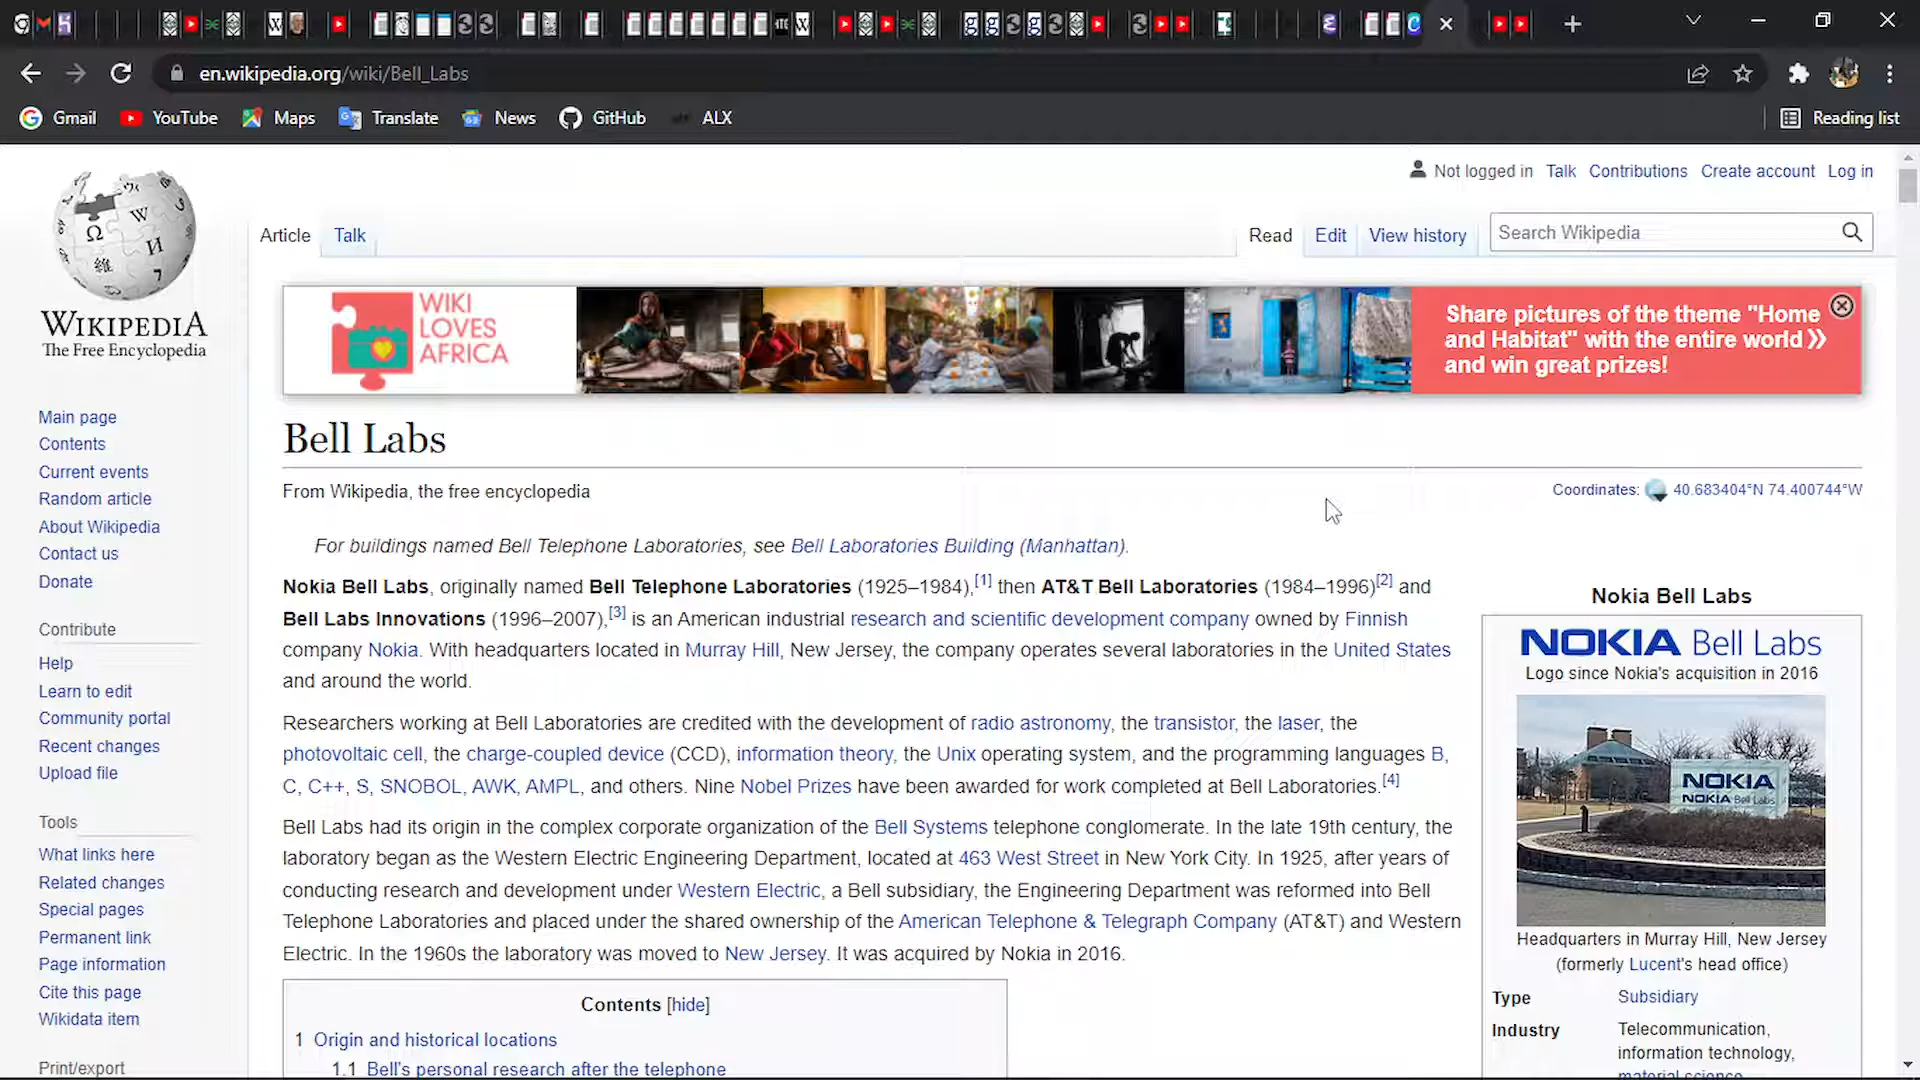 en.wikipedia.org/wiki/Bell_Labs
Gmail YouTube Maps Translate News GitHub ALX Reading list
Not logged in Talk Contributions Create account Log in
Article Talk Read Edit View history Search Wikipedia
WIKIPEDIA
The Free Encyclopedia
Main page
Contents
Current events
Random article
About Wikipedia
Contact us
Donate
Contribute
Help
Learn to edit
Community portal
Recent changes
Upload file
Tools
What links here
Related changes
Special pages
Permanent link
Page information
Cite this page
Wikidata item
Print/export
WIKI
LOVES
AFRICA
Share pictures of the theme "Home
and Habitat" with the entire world
and win great prizes!
Bell Labs
From Wikipedia, the free encyclopedia
Coordinates: 40.683404°N 74.400744°W
For buildings named Bell Telephone Laboratories, see Bell Laboratories Building (Manhattan).
Nokia Bell Labs, originally named Bell Telephone Laboratories (1925–1984),[1] then AT&T Bell Laboratories (1984–1996)[2] and
Bell Labs Innovations (1996–2007),[3] is an American industrial research and scientific development company owned by Finnish
company Nokia. With headquarters located in Murray Hill, New Jersey, the company operates several laboratories in the United States
and around the world.
Researchers working at Bell Laboratories are credited with the development of radio astronomy, the transistor, the laser, the
photovoltaic cell, the charge-coupled device (CCD), information theory, the Unix operating system, and the programming languages B,
C, C++, S, SNOBOL, AWK, AMPL, and others. Nine Nobel Prizes have been awarded for work completed at Bell Laboratories.[4]
Bell Labs had its origin in the complex corporate organization of the Bell Systems telephone conglomerate. In the late 19th century, the
laboratory began as the Western Electric Engineering Department, located at 463 West Street in New York City. In 1925, after years of
conducting research and development under Western Electric, a Bell subsidiary, the Engineering Department was reformed into Bell
Telephone Laboratories and placed under the shared ownership of the American Telephone & Telegraph Company (AT&T) and Western
Electric. In the 1960s the laboratory was moved to New Jersey. It was acquired by Nokia in 2016.
Contents [hide]
1 Origin and historical locations
1.1 Bell's personal research after the telephone
Nokia Bell Labs
NOKIA Bell Labs
Logo since Nokia's acquisition in 2016
NOKIA
NOKIA Bell Labs
Headquarters in Murray Hill, New Jersey
(formerly Lucent's head office)
Type Subsidiary
Industry Telecommunication,
information technology,
material science